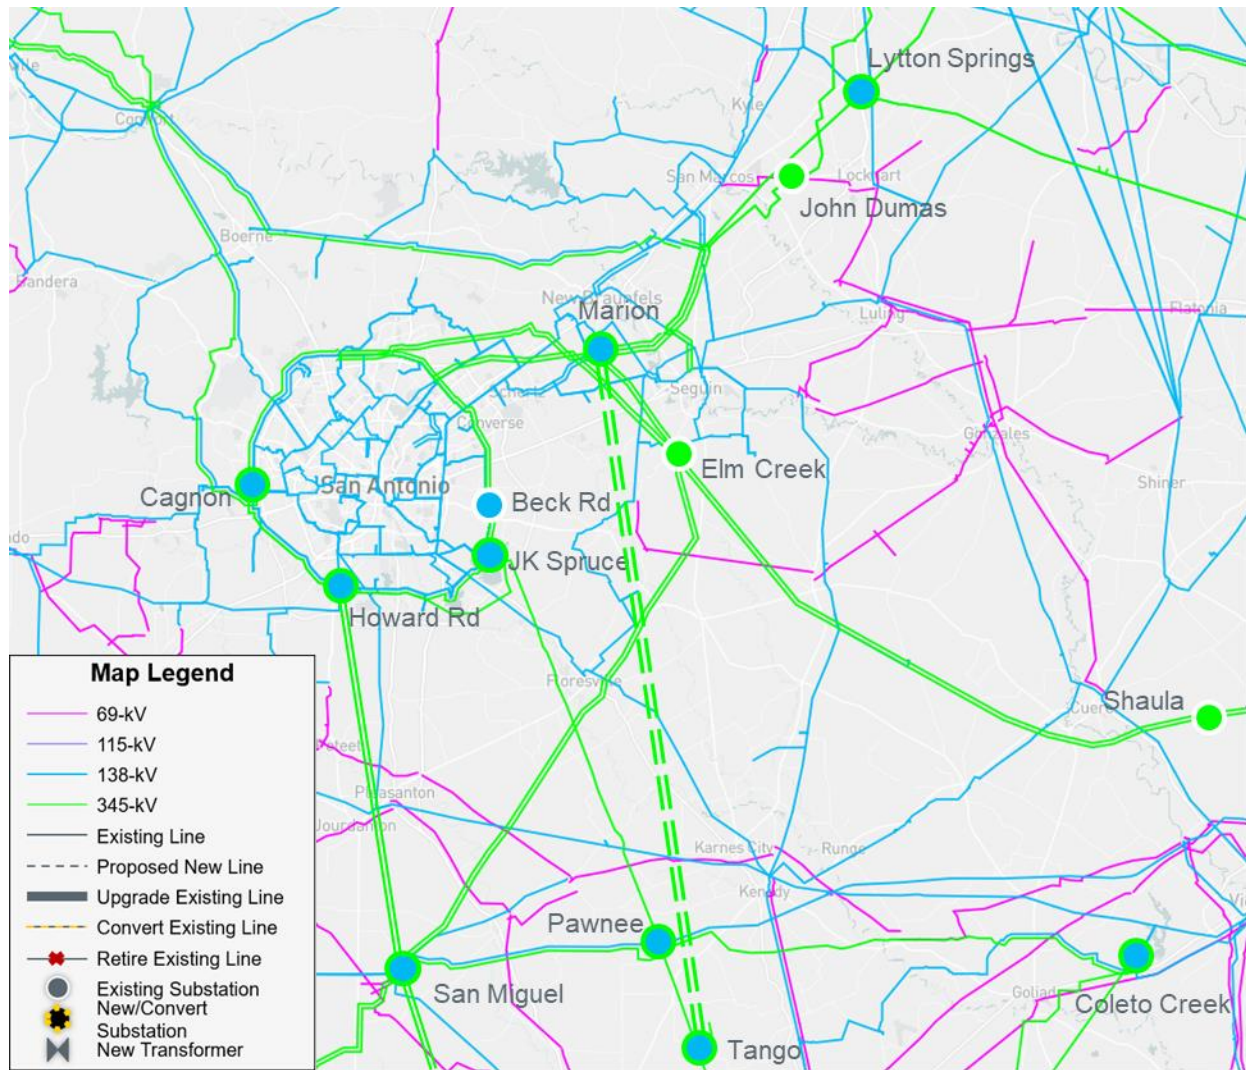 Lytton Springs
Kyle
Comfort
San Marcos
Lockhart
John Dumas
Boerne
Bandera
New Braunfels
Marion
Luling
Flatonia
Schertz
Seguin
Converse
Gonzales
Elm Creek
Cagnon
San Antonio
Beck Rd
Shiner
JK Spruce
Howard Rd
Floresville
Shaula
Cuero
Map Legend
69-kV
115-kV
138-kV
345-kV
Existing Line
Proposed New Line
Upgrade Existing Line
Convert Existing Line
Retire Existing Line
Existing Substation
New/Convert
Substation
New Transformer
Poteet
Pleasanton
Jourdanton
Karnes City
Runge
Kenedy
Pawnee
San Miguel
Goliad
Coleto Creek
Tango